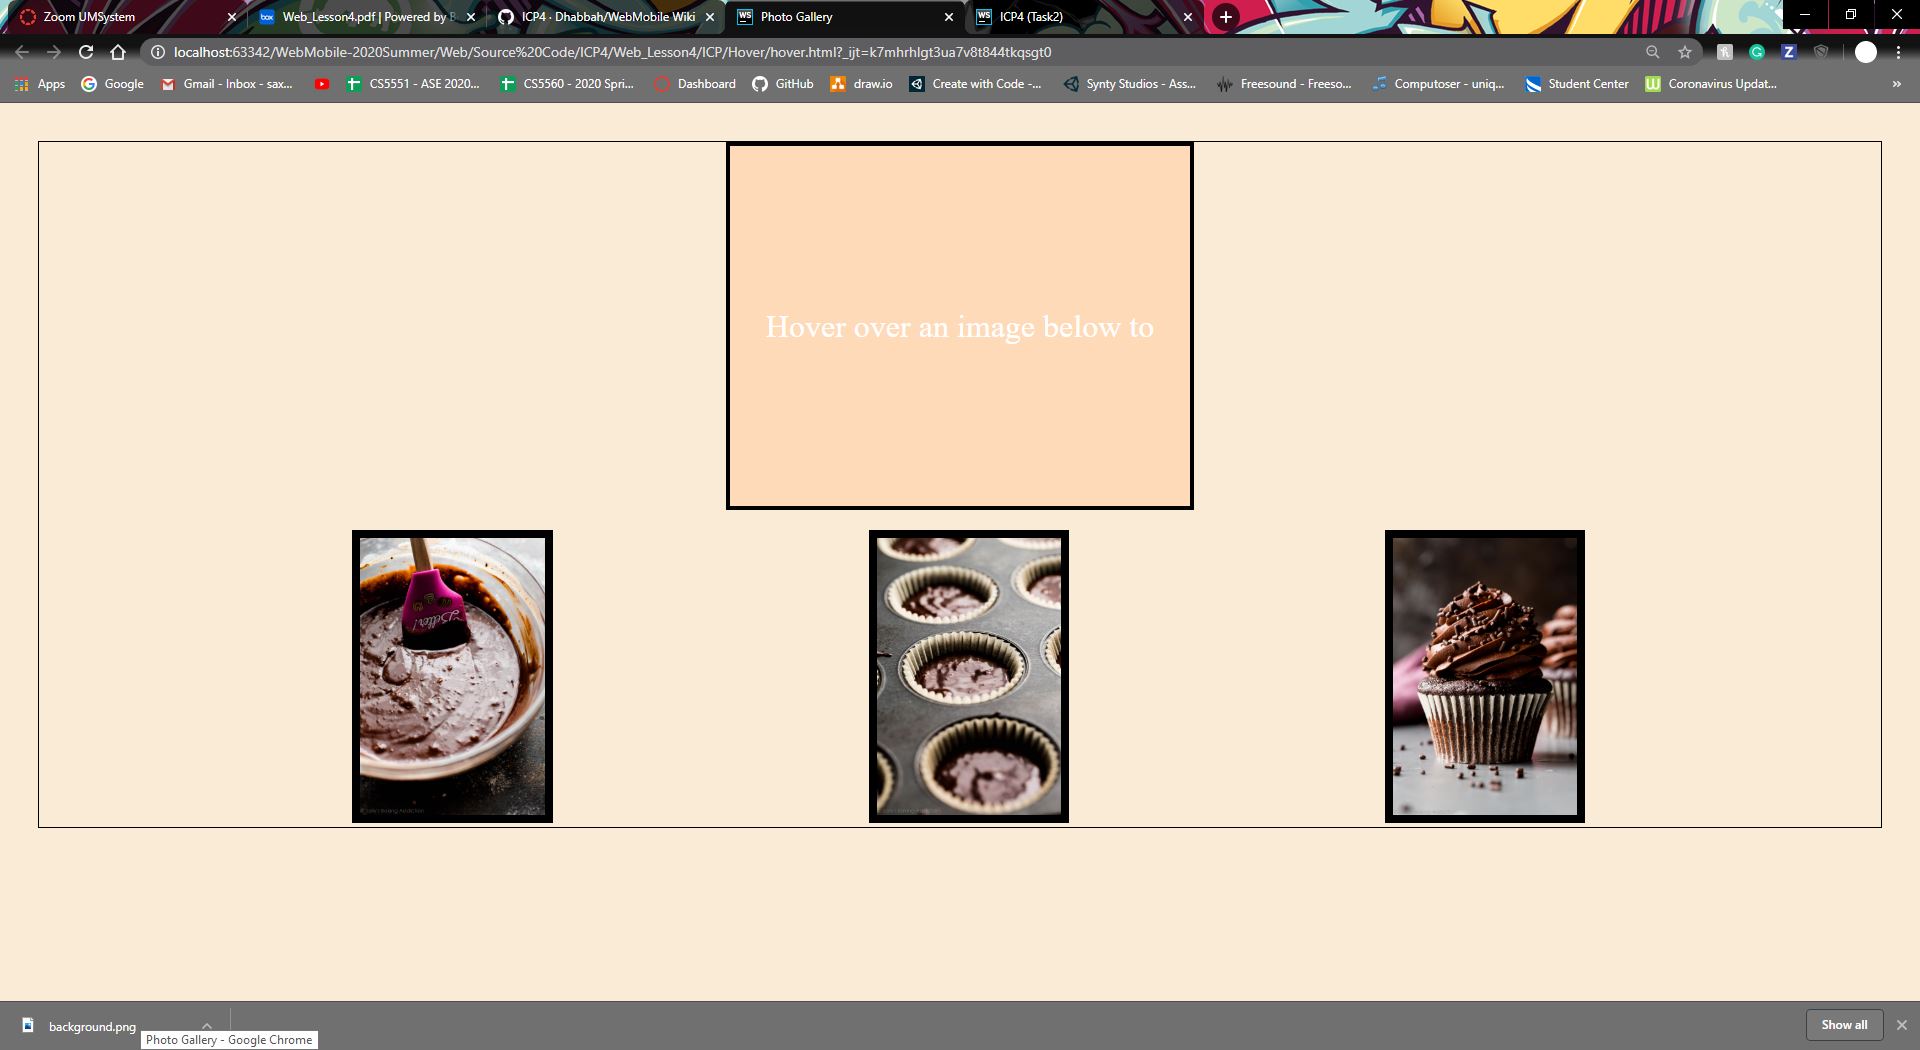 Zoom UMSystem
Web_Lesson4.pdf | Powered by B
ICP4 · Dhabbah/WebMobile Wiki
Photo Gallery
ICP4 (Task2)
localhost:63342/WebMobile-2020Summer/Web/Source%20Code/ICP4/Web_Lesson4/ICP/Hover/hover.html?_ijt=k7mhrhlgt3ua7v8t844tkqsgt0
Apps
Google
Gmail - Inbox - sax...
CS5551 - ASE 2020...
CS5560 - 2020 Spri...
Dashboard
GitHub
draw.io
Create with Code -...
Synty Studios - Ass...
Freesound - Freeso...
Computoser - uniq...
Student Center
Coronavirus Updat...
Hover over an image below to
Better!
background.png
Show all
Photo Gallery - Google Chrome